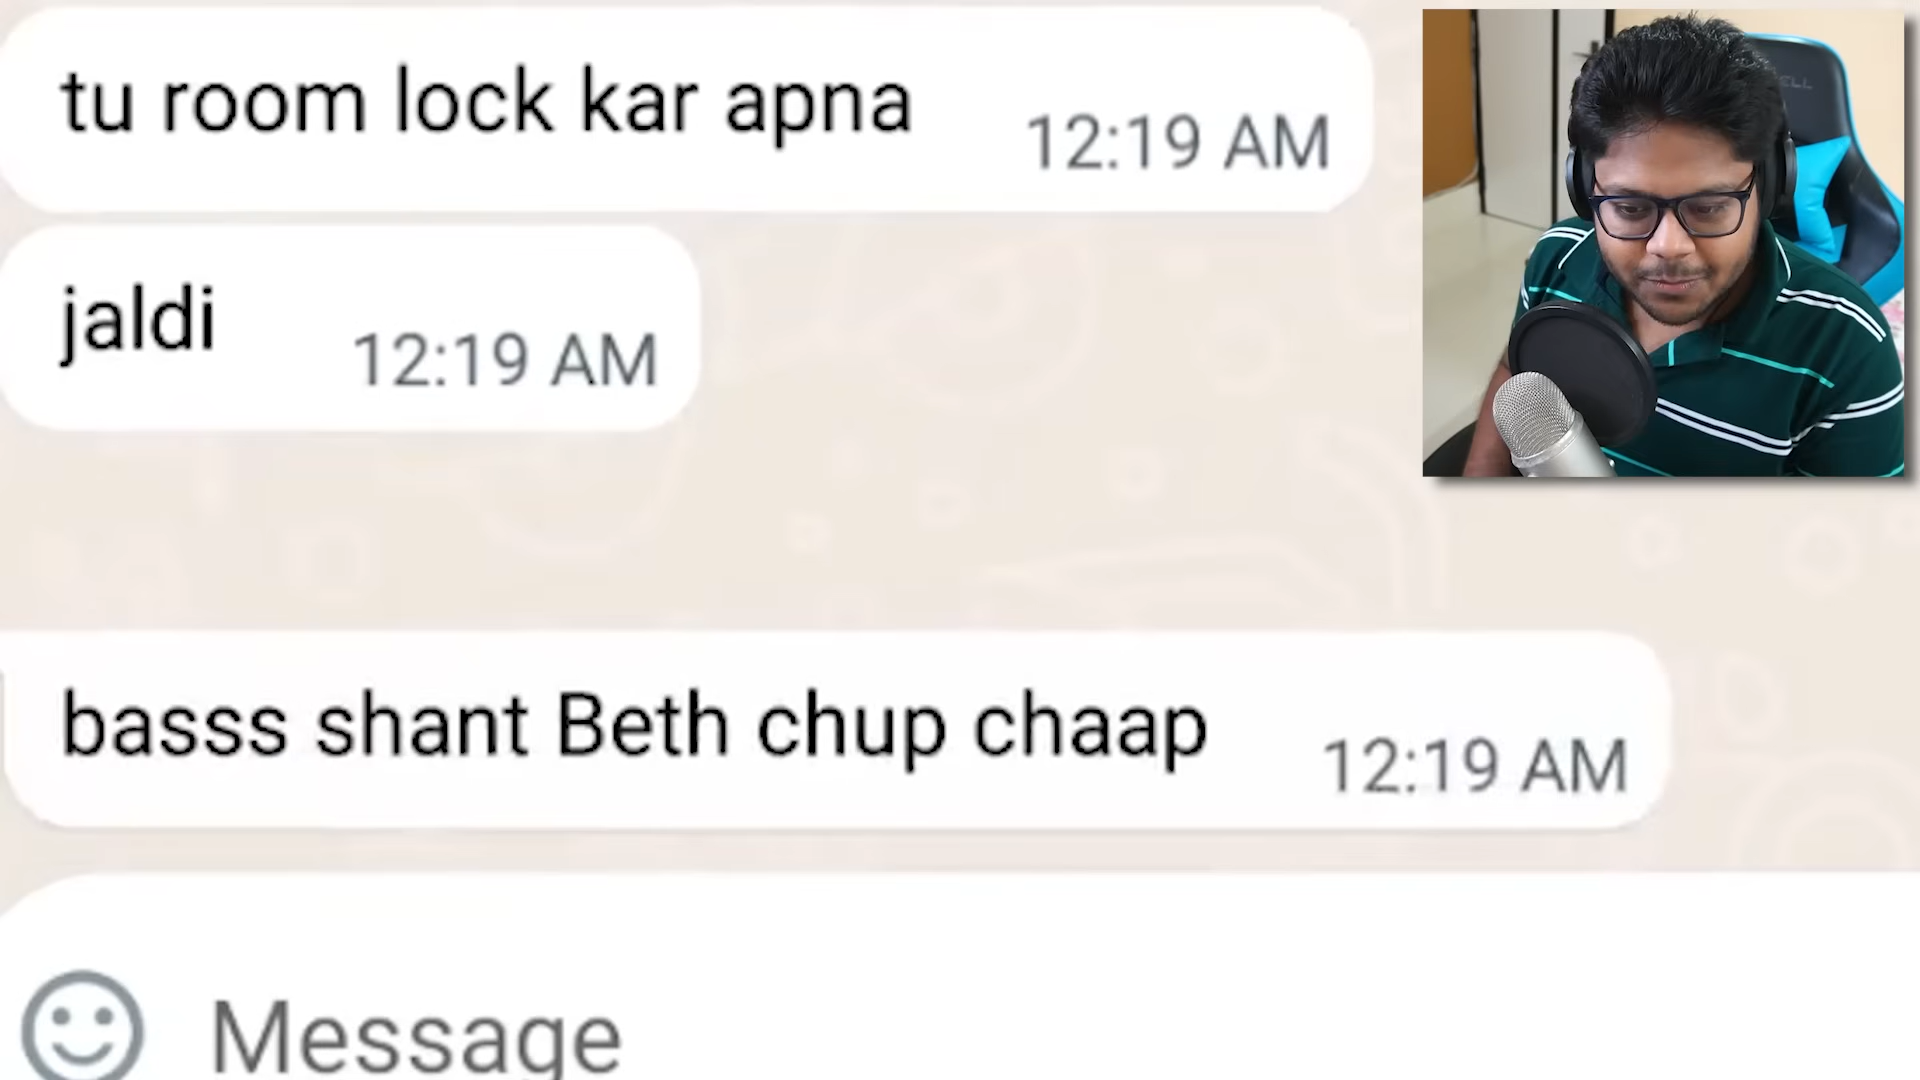 tu room lock kar apna
12:19 AM
jaldi
12:19 AM
basss shant Beth chup chaap
12:19 AM
Message